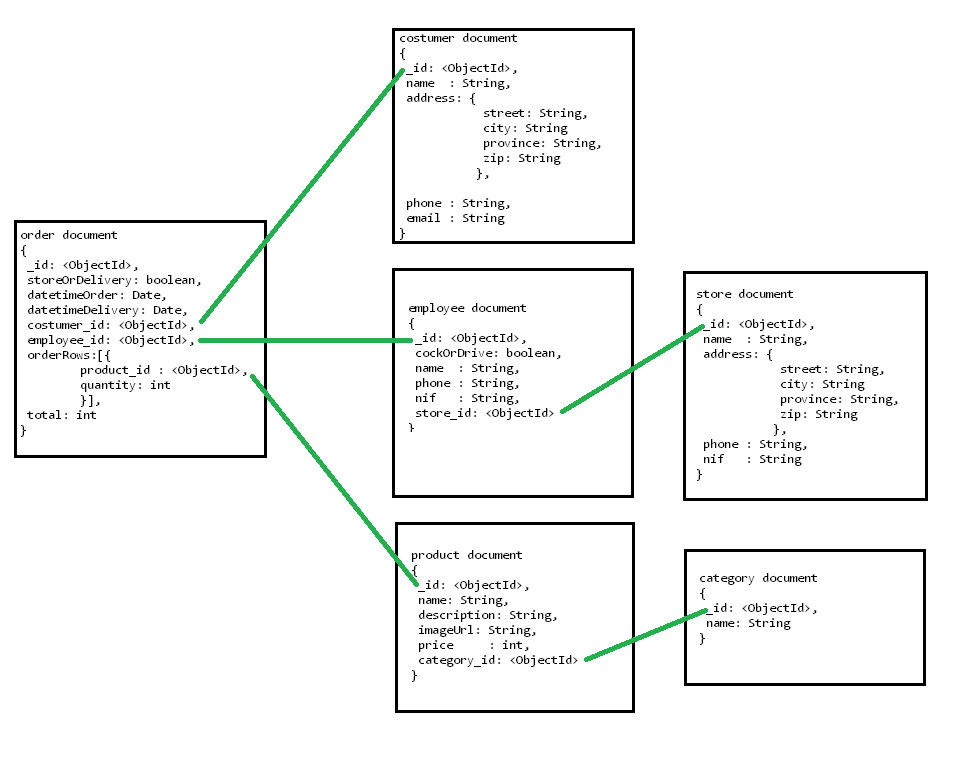 costumer document
{
_id: <ObjectId>,
name  : String,
address: {
street: String,
city: String
province: String,
zip: String
},
phone : String,
email : String
}
order document
{
_id: <ObjectId>,
storeOrDelivery: boolean,
datetimeOrder: Date,
datetimeDelivery: Date,
costumer_id: <ObjectId>,
employee_id: <ObjectId>,
orderRows:[{
product_id : <ObjectId>,
quantity: int
}],
total: int
}
employee document
{
_id: <ObjectId>,
cockOrDrive: boolean,
name  : String,
phone : String,
nif   : String,
store_id: <ObjectId>
}
store document
{
_id: <ObjectId>,
name  : String,
address: {
street: String,
city: String
province: String,
zip: String
},
phone : String,
nif   : String
}
product document
{
_id: <ObjectId>,
name: String,
description: String,
imageUrl: String,
price     : int,
category_id: <ObjectId>
}
category document
{
_id: <ObjectId>,
name: String
}